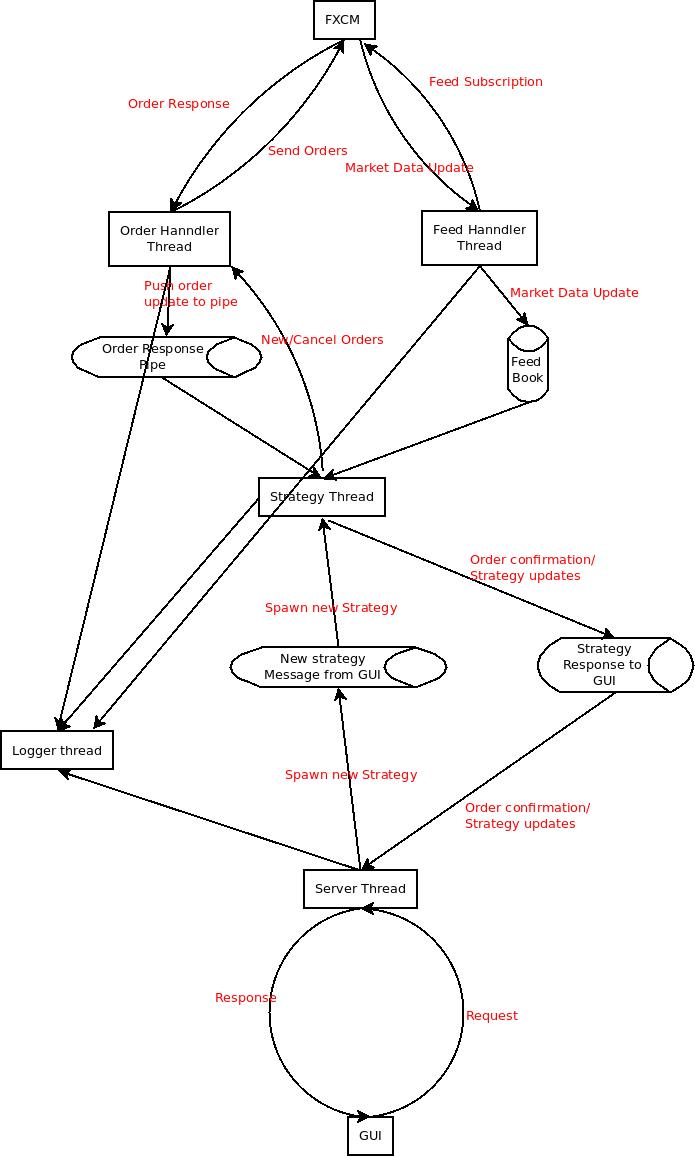 FXCM
Feed Subscription
Order Response
Send Orders
Market Data Update
Order Hanndler
Thread
Feed Hanndler
Thread
Push order
update to pipe
Market Data Update
New/Cancel Orders
Order Response
Pipe
Feed
Book
Strategy Thread
Order confirmation/
Strategy updates
Spawn new Strategy
New strategy
Message from GUI
Strategy
Response to
GUI
Logger thread
Spawn new Strategy
Order confirmation/
Strategy updates
Server Thread
Response
Request
GUI